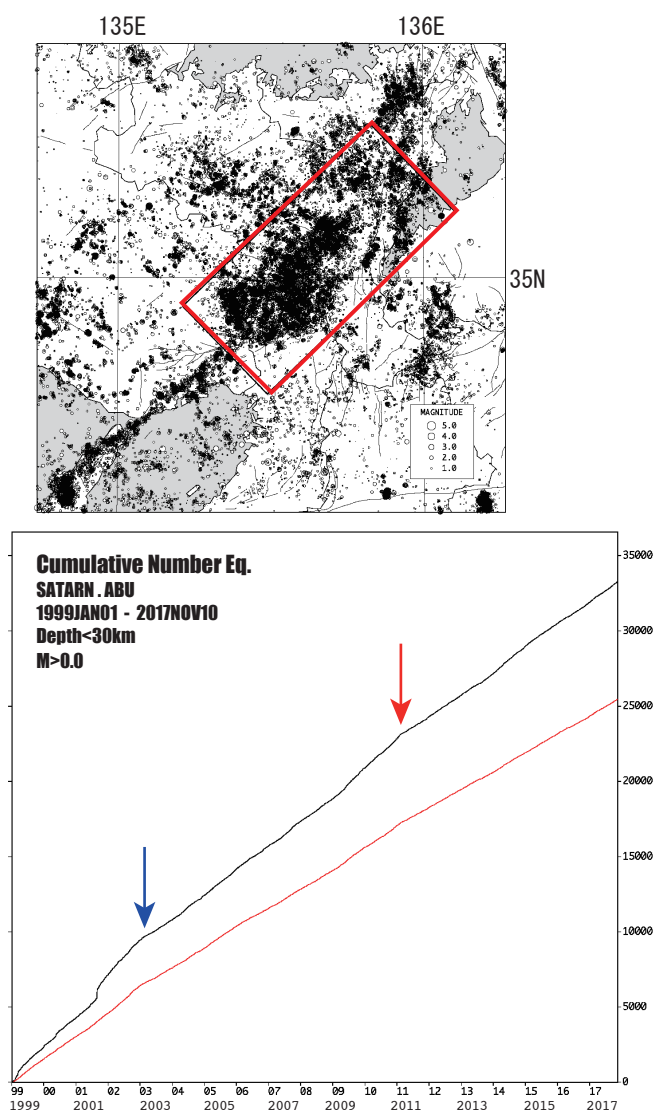 135E 136E
35N
MAGNITUDE
5.0
4.0
3.0
2.0
1.0
Cumulative Number Eq.
SATARN . ABU
1999JAN01 - 2017NOV10
Depth<30km
M>0.0
35000
30000
25000
20000
15000
10000
5000
0
99 00 01 02 03 04 05 06 07 08 09 10 11 12 13 14 15 16 17
1999 2001 2003 2005 2007 2009 2011 2013 2015 2017